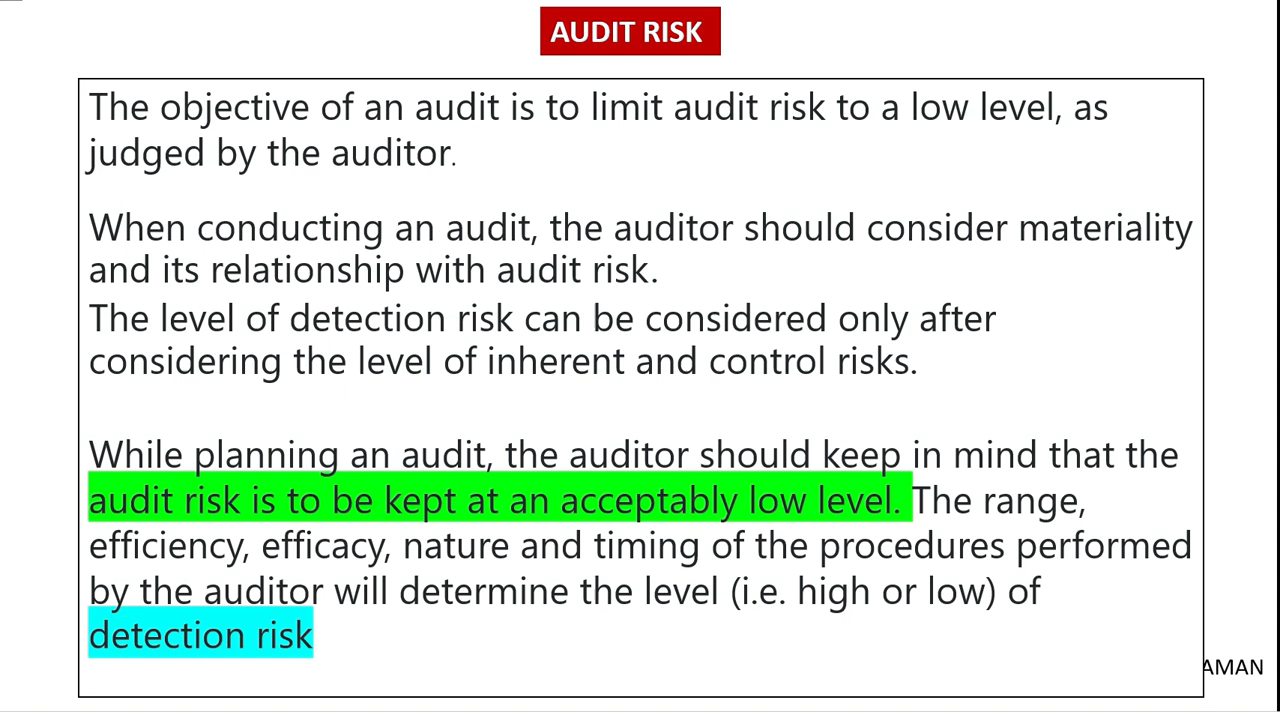 AUDIT RISK
The objective of an audit is to limit audit risk to a low level, as
judged by the auditor.
When conducting an audit, the auditor should consider materiality
and its relationship with audit risk.
The level of detection risk can be considered only after
considering the level of inherent and control risks.
While planning an audit, the auditor should keep in mind that the
audit risk is to be kept at an acceptably low level. The range,
efficiency, efficacy, nature and timing of the procedures performed
by the auditor will determine the level (i.e. high or low) of
detection risk
AMAN